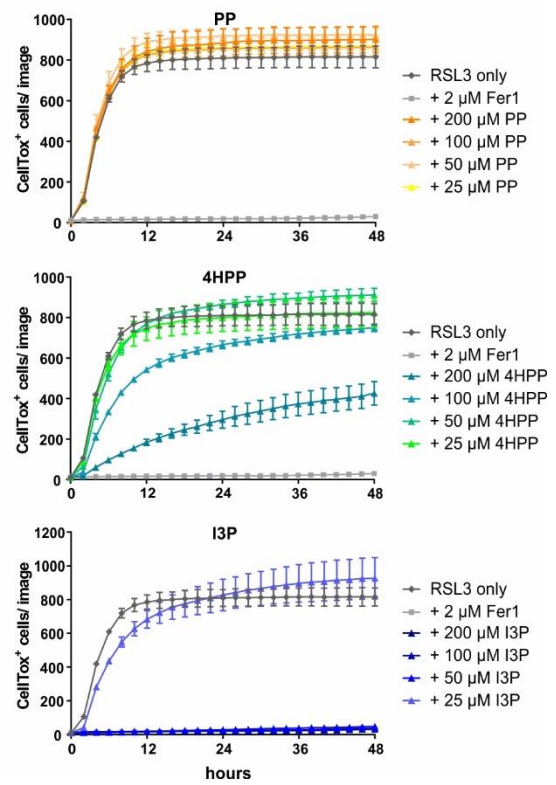 PP
CellTox⁺ cells/ image
1000
800
600
400
200
0
0 12 24 36 48
RSL3 only
+ 2 µM Fer1
+ 200 µM PP
+ 100 µM PP
+ 50 µM PP
+ 25 µM PP
4HPP
CellTox⁺ cells/ image
1000
800
600
400
200
0
0 12 24 36 48
RSL3 only
+ 2 µM Fer1
+ 200 µM 4HPP
+ 100 µM 4HPP
+ 50 µM 4HPP
+ 25 µM 4HPP
I3P
CellTox⁺ cells/ image
1200
1000
800
600
400
200
0
0 12 24 36 48
hours
RSL3 only
+ 2 µM Fer1
+ 200 µM I3P
+ 100 µM I3P
+ 50 µM I3P
+ 25 µM I3P